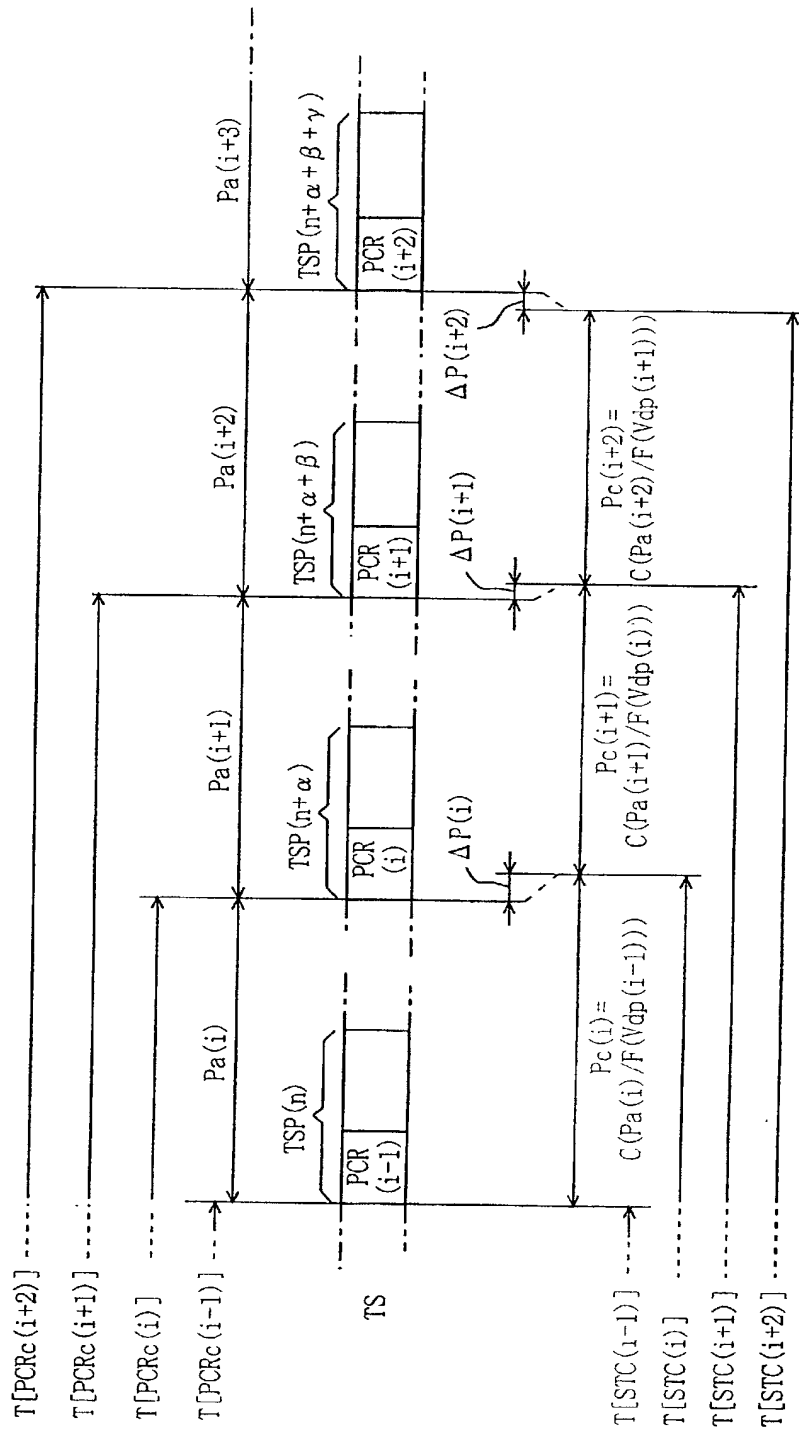 T[PCRc(i+2)]
T[PCRc(i+1)]
T[PCRc(i)]
T[PCRc(i-1)]
Pa(i)
Pa(i+1)
Pa(i+2)
Pa(i+3)
TSP(n)
TSP(n+α)
TSP(n+α+β)
TSP(n+α+β+γ)
TS
PCR
(i-1)
PCR
(i)
PCR
(i+1)
PCR
(i+2)
ΔP(i)
ΔP(i+1)
ΔP(i+2)
Pc(i)=
C(Pa(i)/F(Vdp(i-1)))
Pc(i+1)=
C(Pa(i+1)/F(Vdp(i)))
Pc(i+2)=
C(Pa(i+2)/F(Vdp(i+1)))
T[STC(i-1)]
T[STC(i)]
T[STC(i+1)]
T[STC(i+2)]